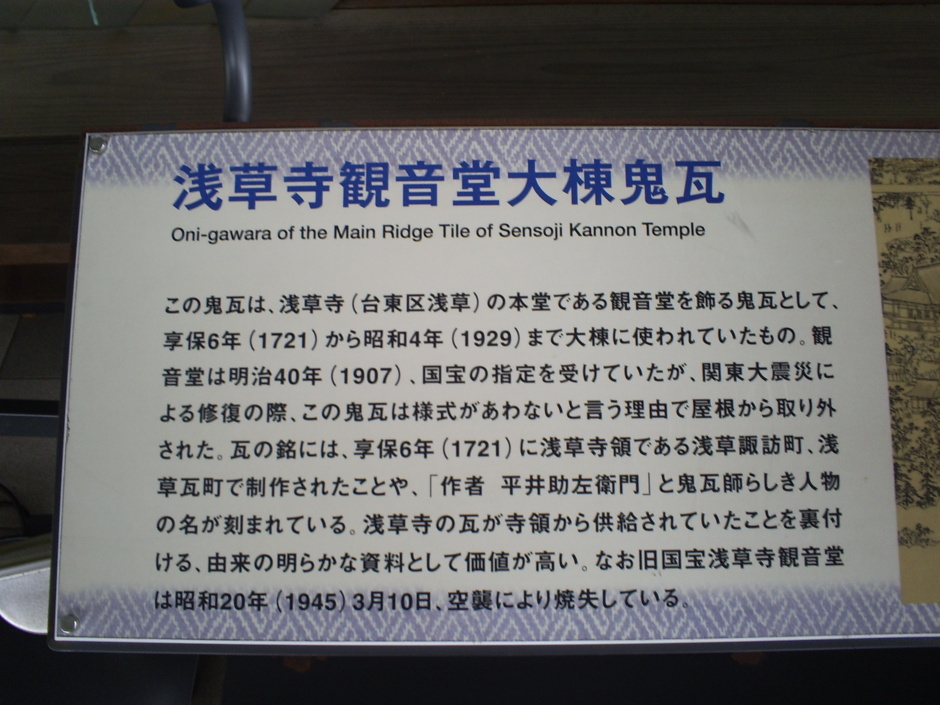 浅草寺観音堂大棟鬼瓦
Oni-gawara of the Main Ridge Tile of Sensoji Kannon Temple
この鬼瓦は、浅草寺(台東区浅草)の本堂である観音堂を飾る鬼瓦として、
享保6年(1721)から昭和4年(1929)まで大棟に使われていたもの。観
音堂は明治40年(1907)、国宝の指定を受けていたが、関東大震災に
よる修復の際、この鬼瓦は様式があわないと言う理由で屋根から取り外
された。瓦の銘には、享保6年(1721)に浅草寺領である浅草諏訪町、浅
草瓦町で制作されたことや、「作者 平井助左衛門」と鬼瓦師らしき人物
の名が刻まれている。浅草寺の瓦が寺領から供給されていたことを裏付
ける、由来の明らかな資料として価値が高い。なお旧国宝浅草寺観音堂
は昭和20年(1945)3月10日、空襲により焼失している。